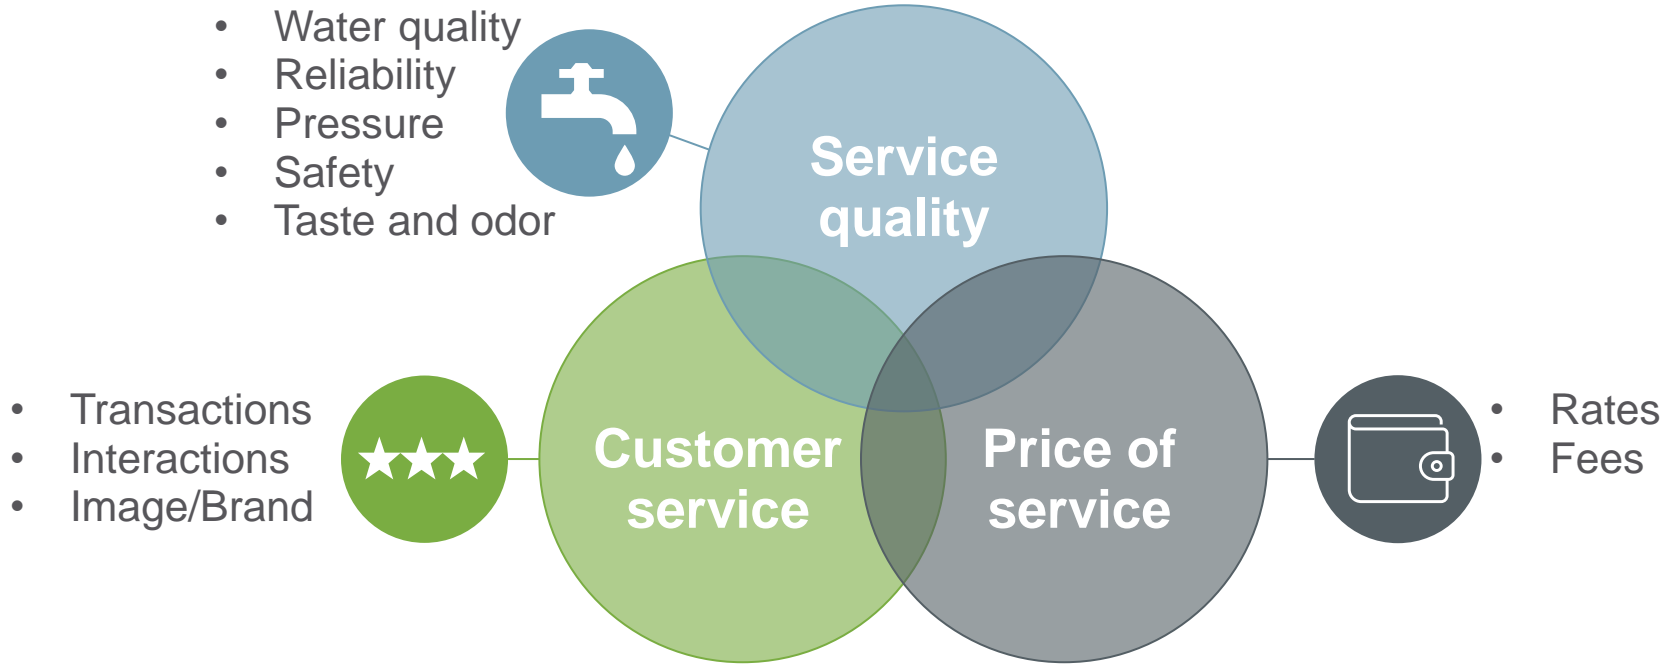 • Water quality
• Reliability
• Pressure
• Safety
• Taste and odor
Service
quality
• Transactions
• Interactions
• Image/Brand
Customer
service
Price of
service
• Rates
• Fees